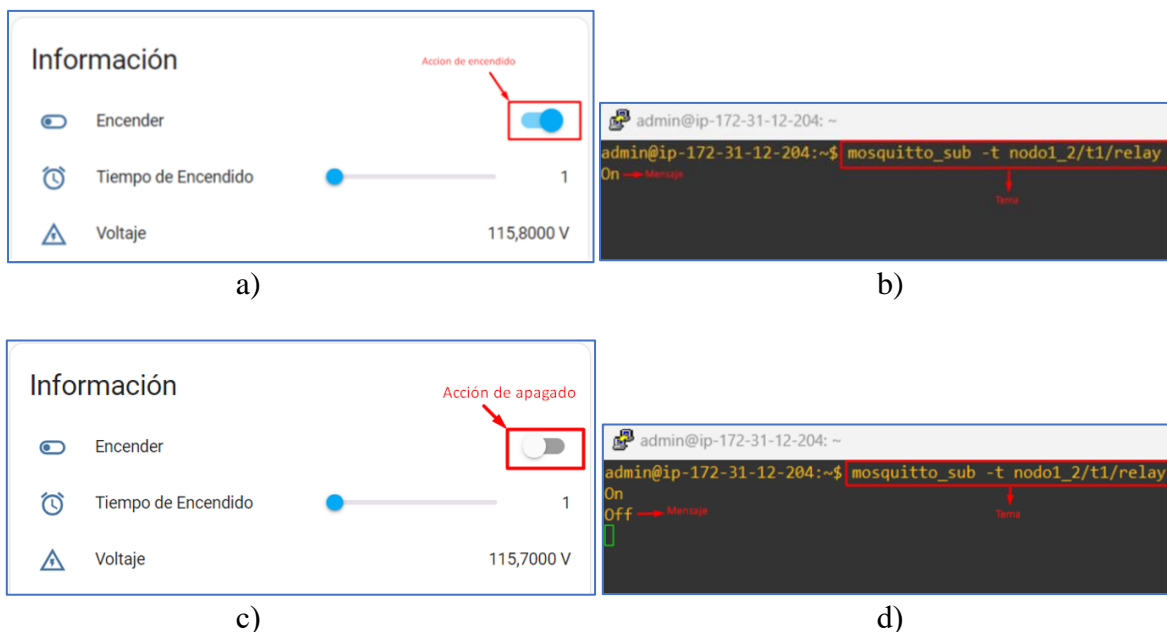 Información
Accion de encendido
Encender
Tiempo de Encendido 1
Voltaje 115,8000 V
a)
admin@ip-172-31-12-204: ~
admin@ip-172-31-12-204:~$ mosquitto_sub -t nodo1_2/t1/relay
On Mensaje
Tema
b)
Información
Acción de apagado
Encender
Tiempo de Encendido 1
Voltaje 115,7000 V
c)
admin@ip-172-31-12-204: ~
admin@ip-172-31-12-204:~$ mosquitto_sub -t nodo1_2/t1/relay
On
Off Mensaje
Tema
d)